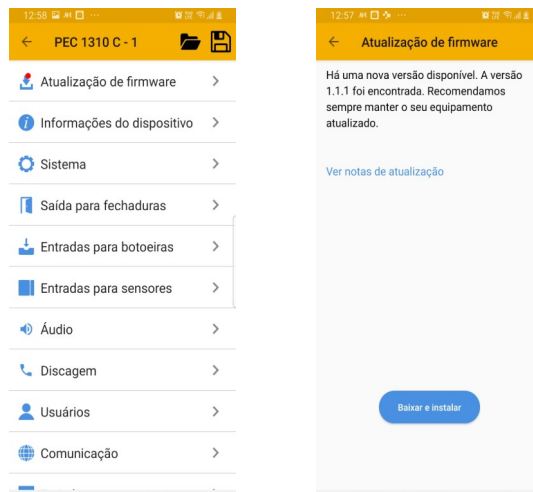 12:58
PEC 1310 C - 1
Atualização de firmware
Informações do dispositivo
Sistema
Saída para fechaduras
Entradas para botoeiras
Entradas para sensores
Áudio
Discagem
Usuários
Comunicação
12:57
Atualização de firmware
Há uma nova versão disponível. A versão
1.1.1 foi encontrada. Recomendamos
sempre manter o seu equipamento
atualizado.
Ver notas de atualização
Baixar e instalar